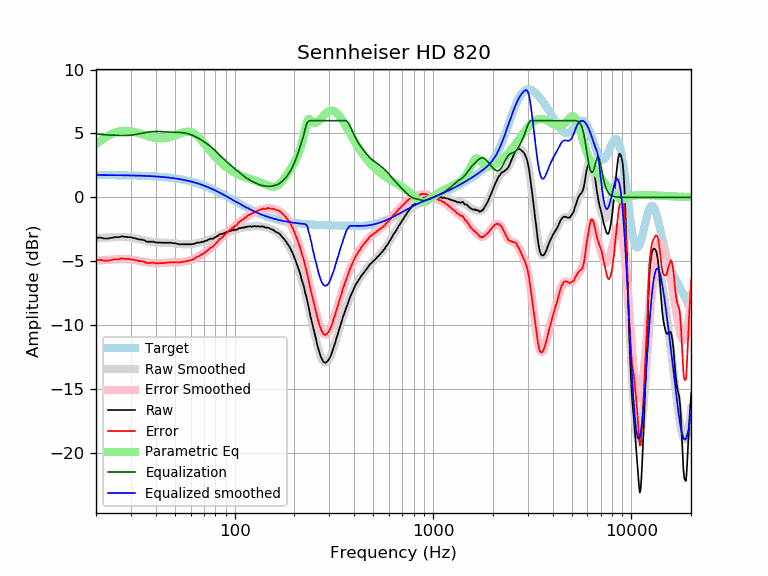 Sennheiser HD 820
10
5
0
−5
−10
−15
−20
Amplitude (dBr)
Target
Raw Smoothed
Error Smoothed
Raw
Error
Parametric Eq
Equalization
Equalized smoothed
100
1000
10000
Frequency (Hz)